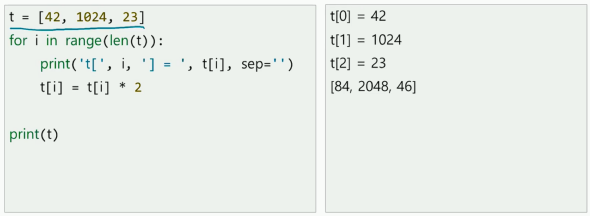 t = [42, 1024, 23]
for i in range(len(t)):
    print('t[', i, '] = ', t[i], sep='')
    t[i] = t[i] * 2
print(t)
t[0] = 42
t[1] = 1024
t[2] = 23
[84, 2048, 46]